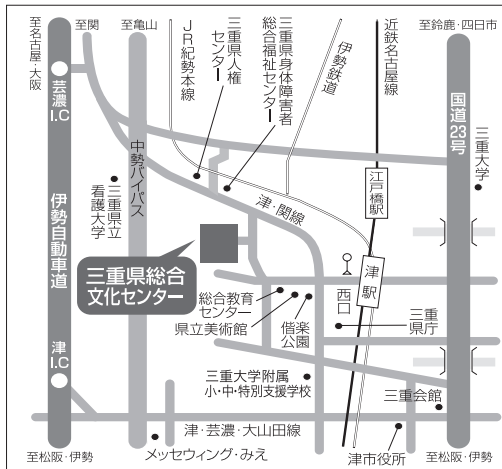 至名古屋・大阪
至関
至亀山
JR紀勢本線
三重県人権
センター
三重県身体障害者
総合福祉センター
伊勢鉄道
近鉄名古屋線
至鈴鹿・四日市
芸濃
I.C
国道23号
三重大学
江戸橋駅
中勢バイパス
三重県立
看護大学
津・関線
伊勢自動車道
三重県総合
文化センター
津駅
西口
総合教育
センター
県立美術館
偕楽
公園
三重
県庁
津
I.C
三重大学附属
小・中・特別支援学校
三重会館
津・芸濃・大山田線
至松阪・伊勢
メッセウィング・みえ
津市役所
至松阪・伊勢